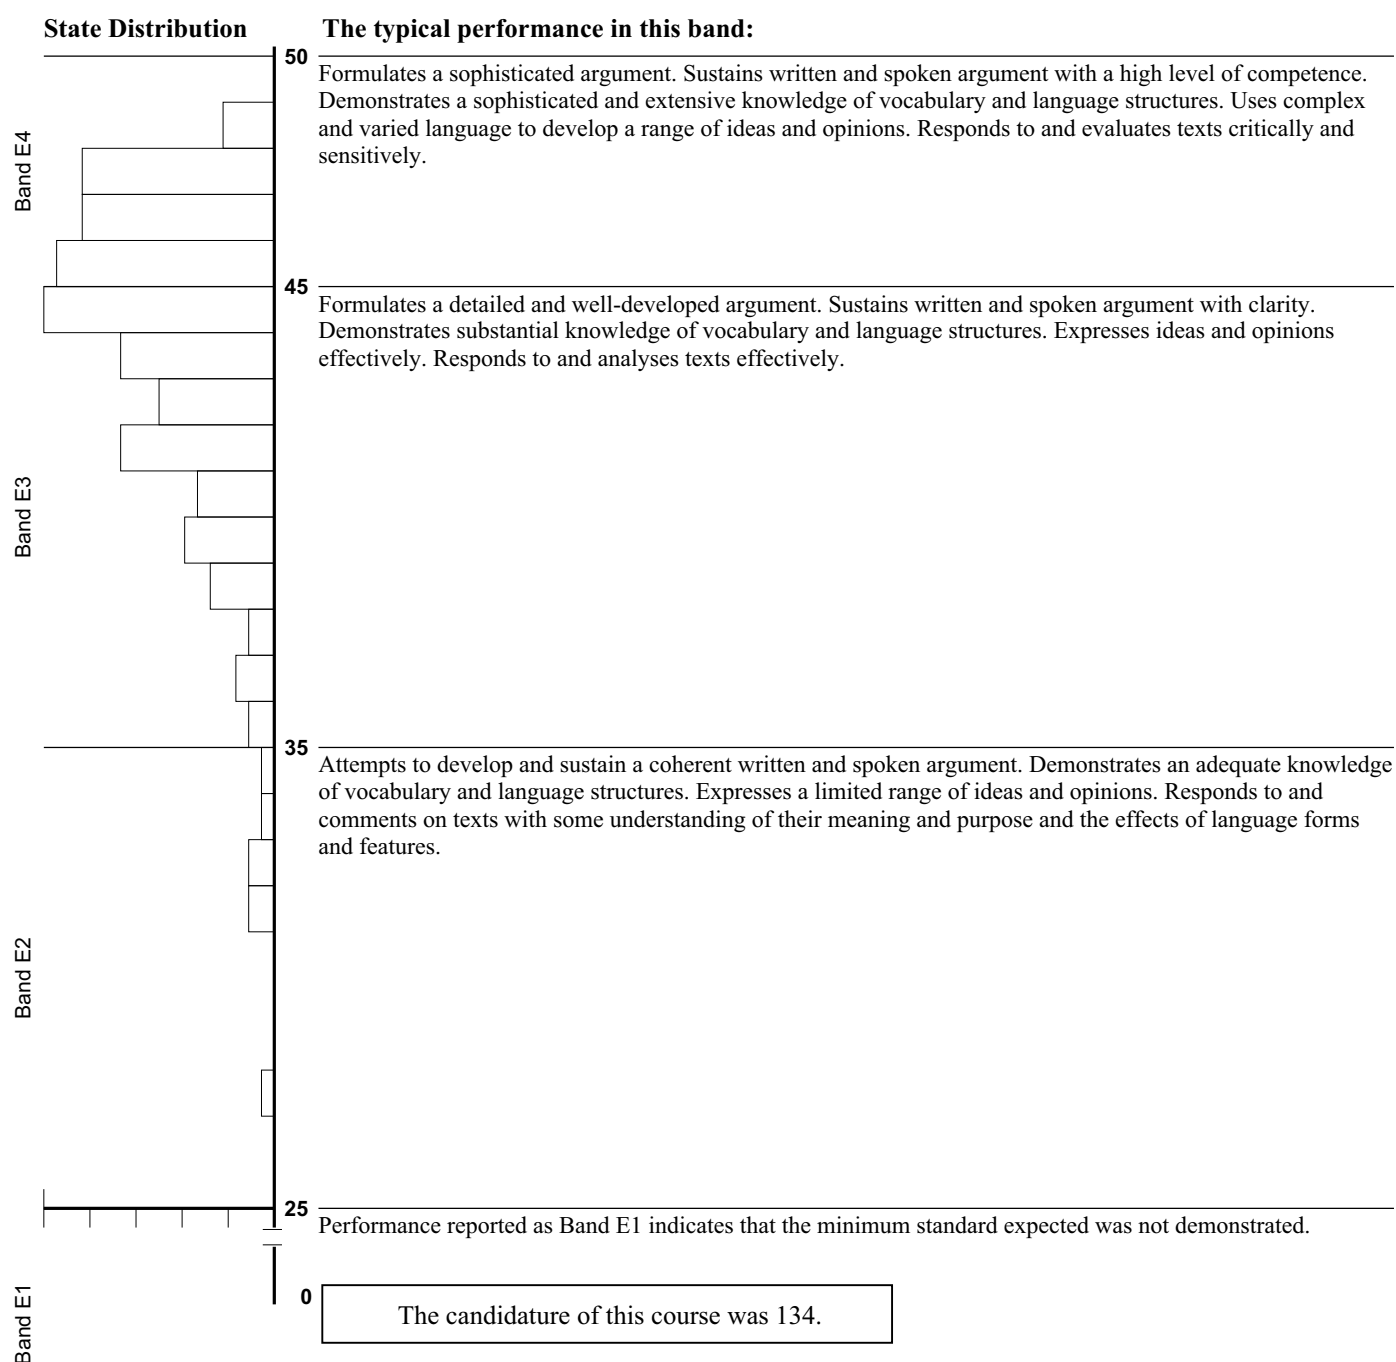 State Distribution
The typical performance in this band:
50
Formulates a sophisticated argument. Sustains written and spoken argument with a high level of competence.
Demonstrates a sophisticated and extensive knowledge of vocabulary and language structures. Uses complex
and varied language to develop a range of ideas and opinions. Responds to and evaluates texts critically and
sensitively.
Band E4
45
Formulates a detailed and well-developed argument. Sustains written and spoken argument with clarity.
Demonstrates substantial knowledge of vocabulary and language structures. Expresses ideas and opinions
effectively. Responds to and analyses texts effectively.
Band E3
35
Attempts to develop and sustain a coherent written and spoken argument. Demonstrates an adequate knowledge
of vocabulary and language structures. Expresses a limited range of ideas and opinions. Responds to and
comments on texts with some understanding of their meaning and purpose and the effects of language forms
and features.
Band E2
25
Performance reported as Band E1 indicates that the minimum standard expected was not demonstrated.
0
Band E1
The candidature of this course was 134.